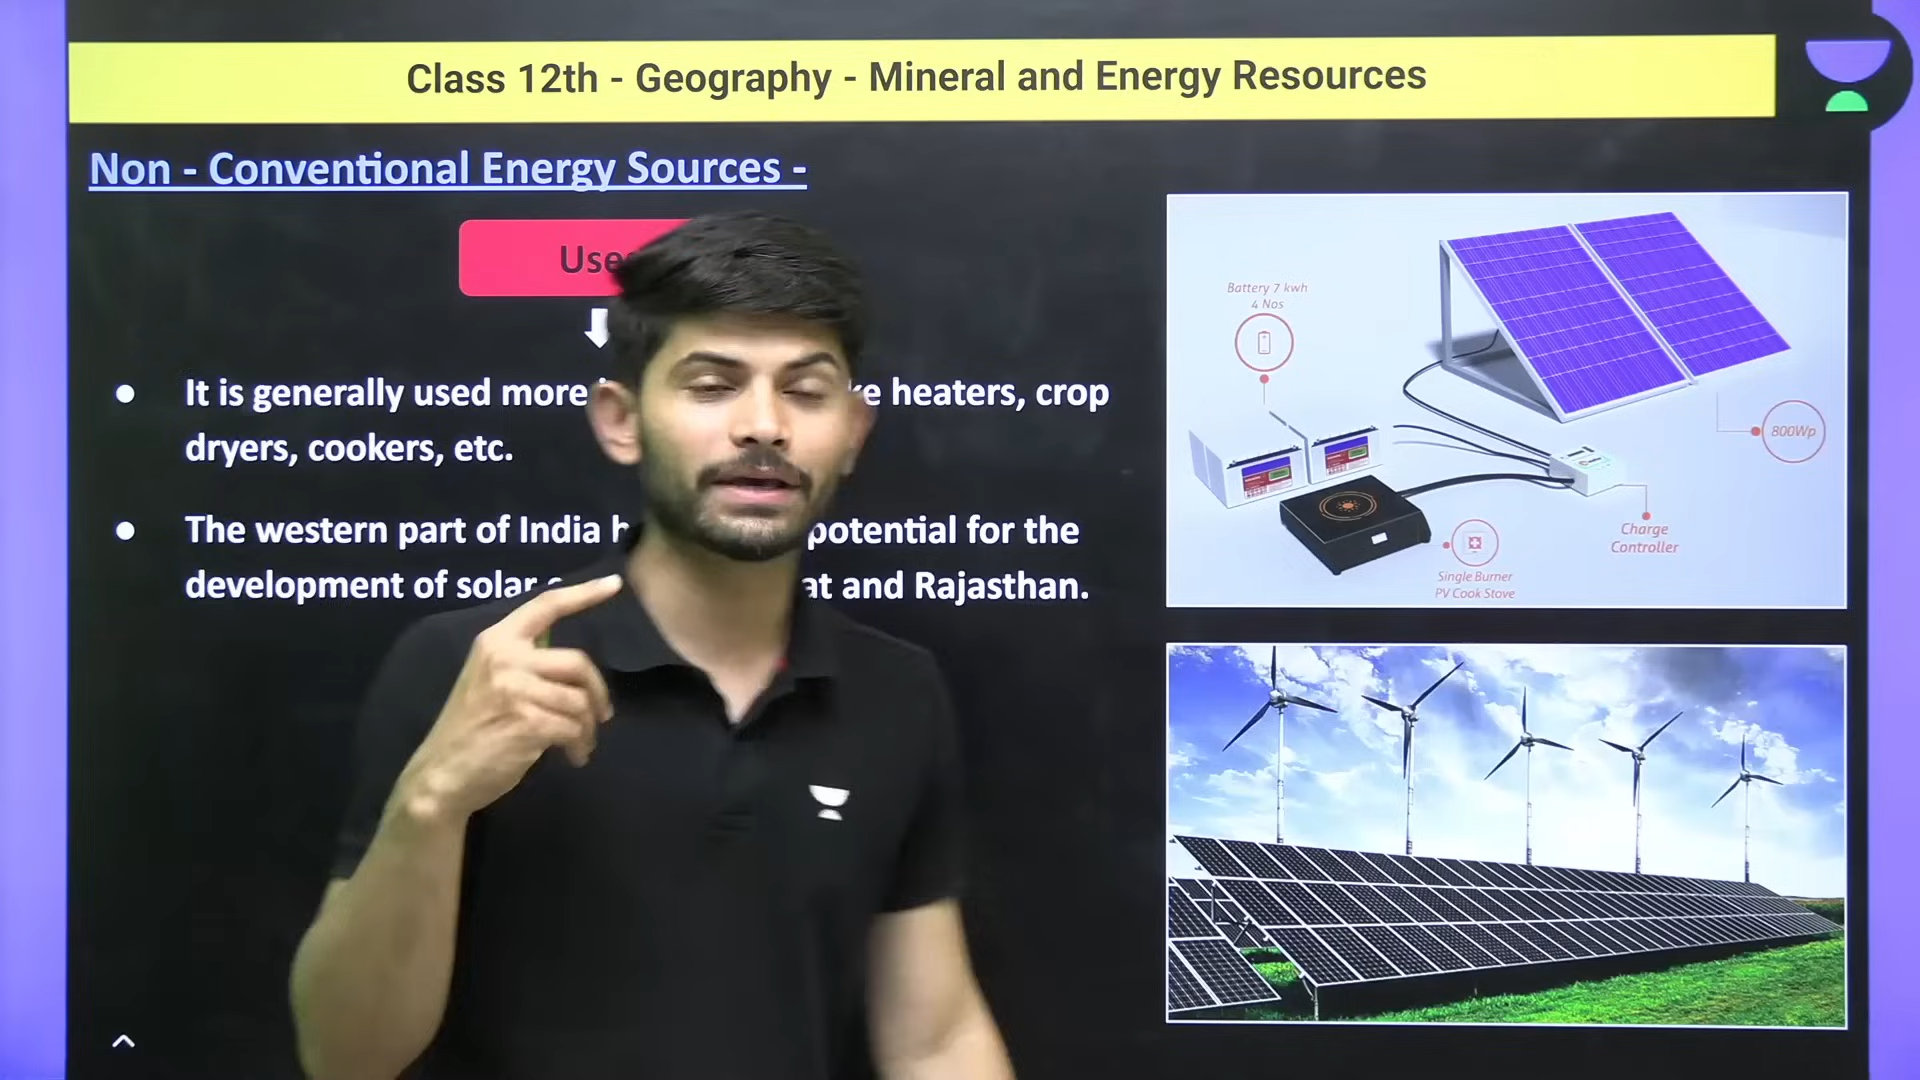 Class 12th - Geography - Mineral and Energy Resources
Non - Conventional Energy Sources -
● It is generally used more heaters, crop
dryers, cookers, etc.
● The western part of India potential for the
development of solar and Rajasthan.
Battery 7 kwh
4 Nos
800Wp
Charge
Controller
Single Burner
PV Cook Stove